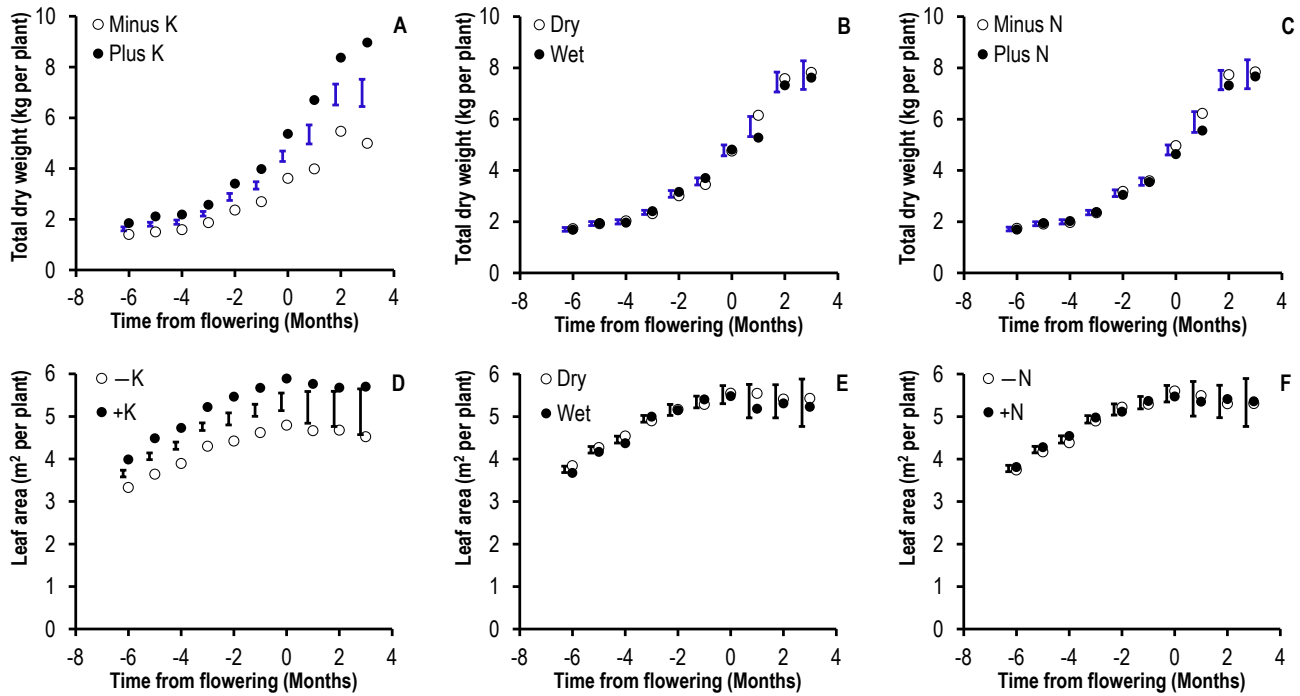 A
Minus K
Plus K
Total dry weight (kg per plant)
10
8
6
4
2
0
-8 -6 -4 -2 0 2 4
Time from flowering (Months)
B
Dry
Wet
Total dry weight (kg per plant)
10
8
6
4
2
0
-8 -6 -4 -2 0 2 4
Time from flowering (Months)
C
Minus N
Plus N
Total dry weight (kg per plant)
10
8
6
4
2
0
-8 -6 -4 -2 0 2 4
Time from flowering (Months)
D
–K
+K
Leaf area (m² per plant)
6
5
4
3
2
1
0
-8 -6 -4 -2 0 2 4
Time from flowering (Months)
E
Dry
Wet
Leaf area (m² per plant)
6
5
4
3
2
1
0
-8 -6 -4 -2 0 2 4
Time from flowering (Months)
F
–N
+N
Leaf area (m² per plant)
6
5
4
3
2
1
0
-8 -6 -4 -2 0 2 4
Time from flowering (Months)